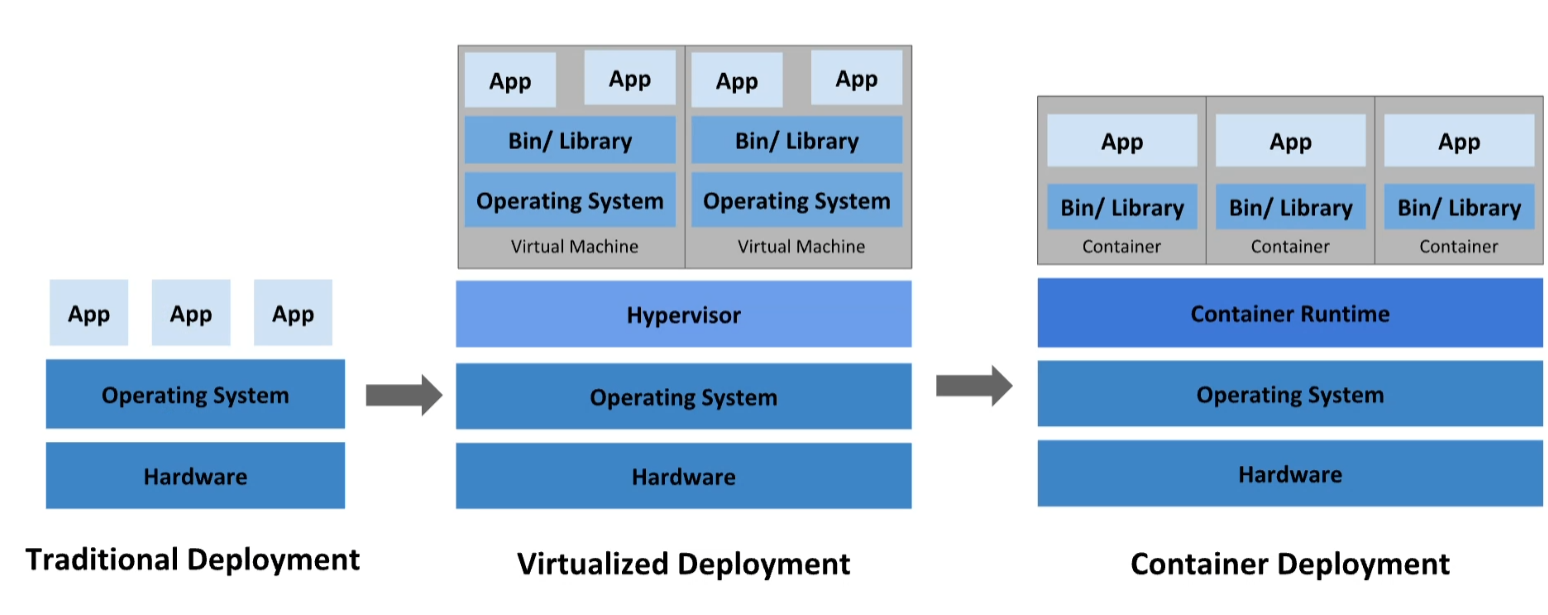 App App App
Operating System
Hardware
Traditional Deployment
App App App App
Bin/ Library Bin/ Library
Operating System Operating System
Virtual Machine Virtual Machine
Hypervisor
Operating System
Hardware
Virtualized Deployment
App App App
Bin/ Library Bin/ Library Bin/ Library
Container Container Container
Container Runtime
Operating System
Hardware
Container Deployment